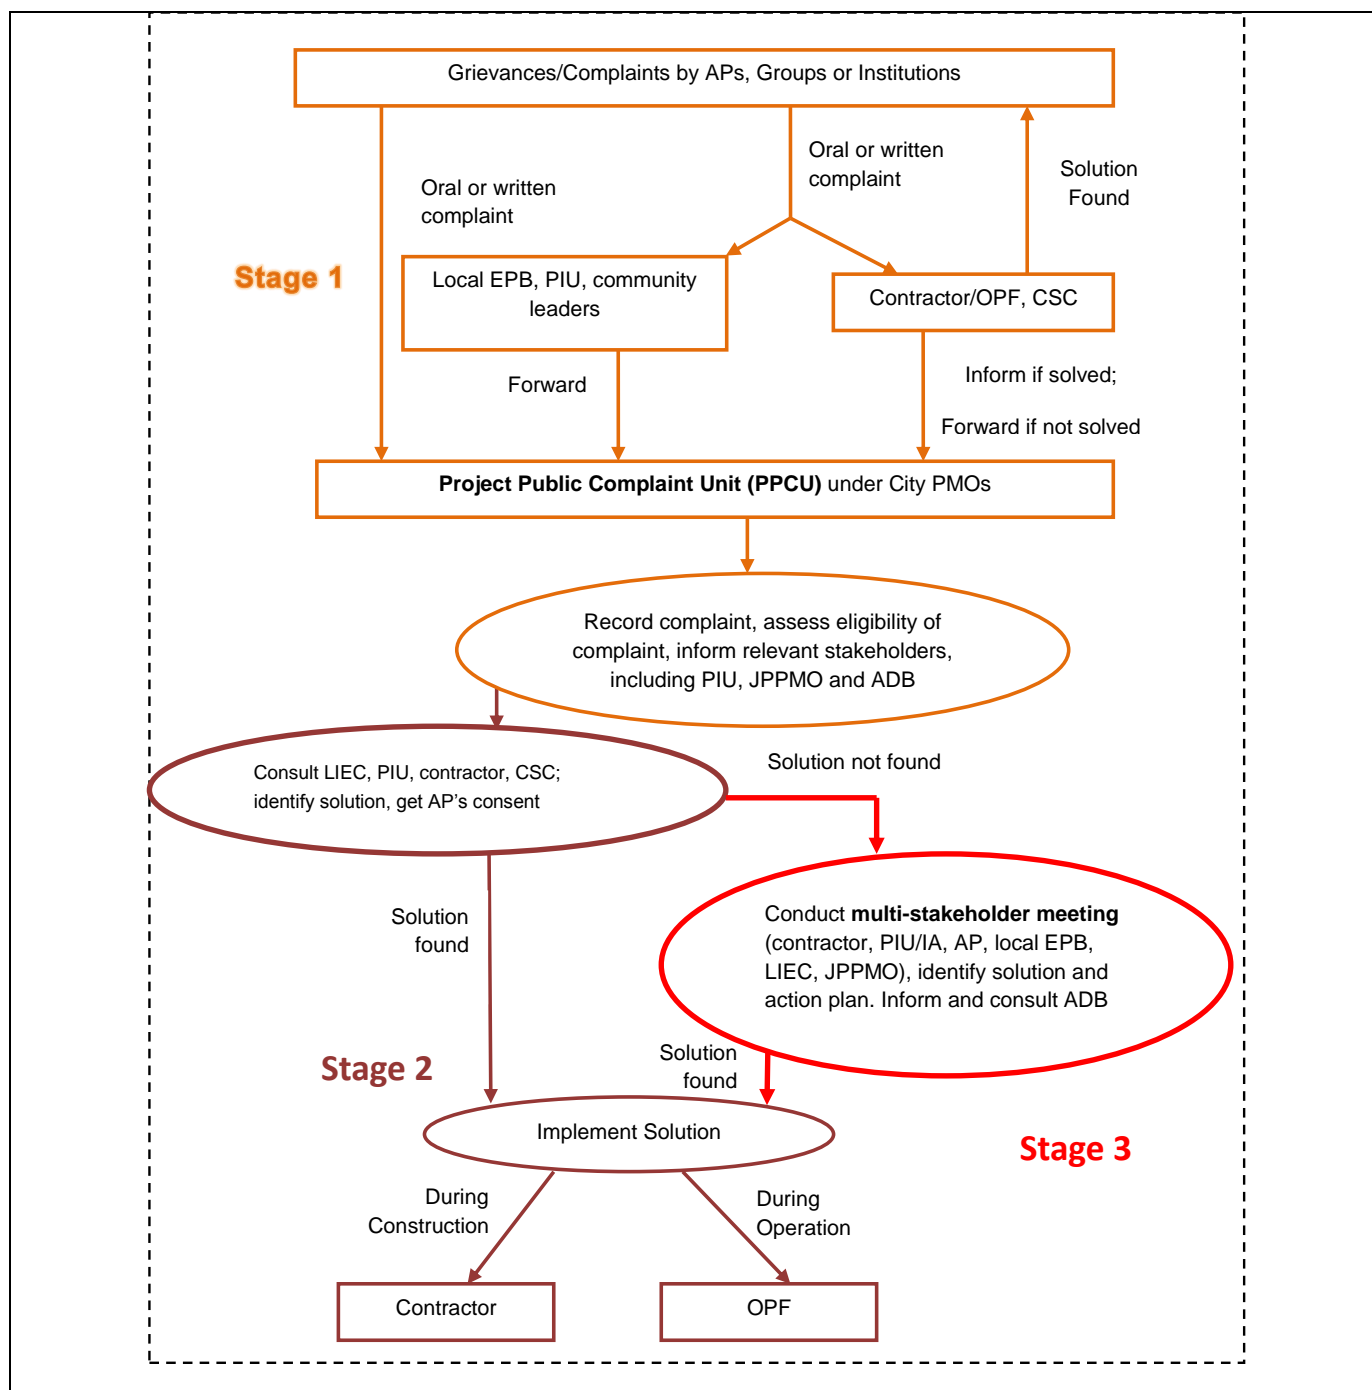 Grievances/Complaints by APs, Groups or Institutions
Oral or written
complaint
Solution
Found
Oral or written
complaint
Stage 1
Local EPB, PIU, community
leaders
Contractor/OPF, CSC
Forward
Inform if solved;
Forward if not solved
Project Public Complaint Unit (PPCU) under City PMOs
Record complaint, assess eligibility of
complaint, inform relevant stakeholders,
including PIU, JPPMO and ADB
Consult LIEC, PIU, contractor, CSC;
identify solution, get AP's consent
Solution not found
Solution
found
Conduct multi-stakeholder meeting
(contractor, PIU/IA, AP, local EPB,
LIEC, JPPMO), identify solution and
action plan. Inform and consult ADB
Stage 2
Solution
found
Implement Solution
Stage 3
During
Construction
During
Operation
Contractor
OPF